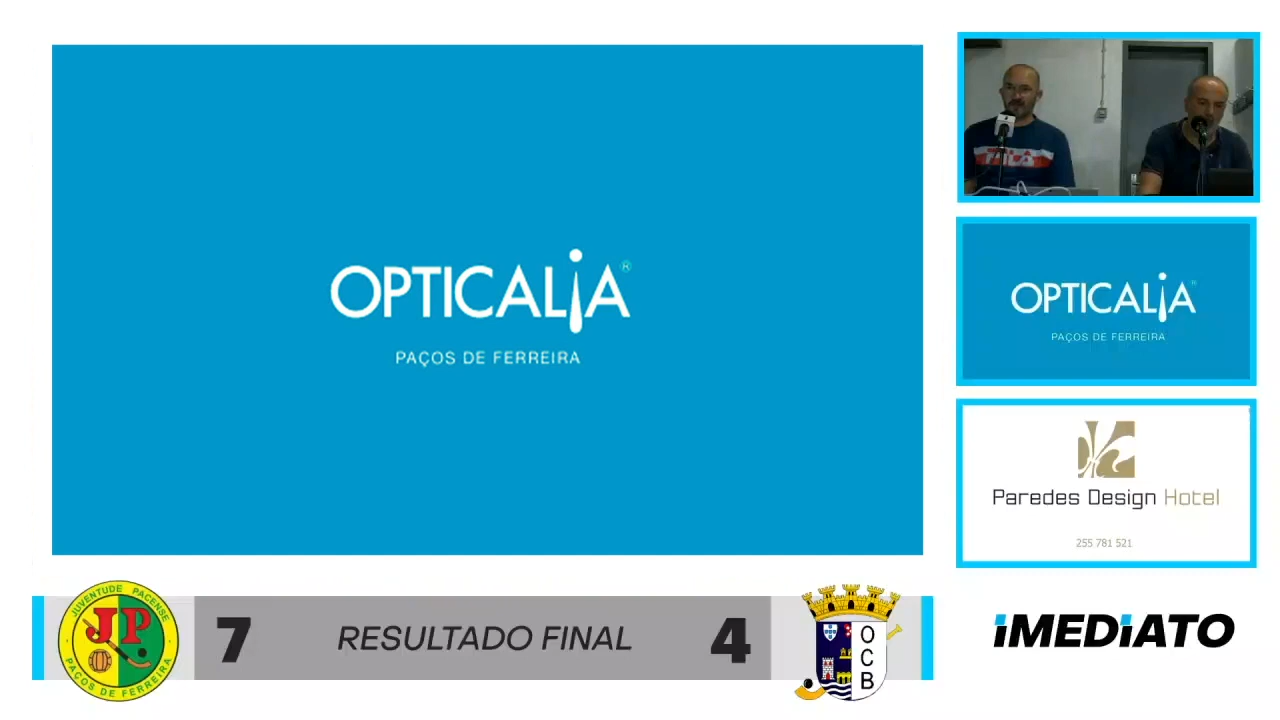 OPTICALiA®
PAÇOS DE FERREIRA
FILA
OPTICALiA
PAÇOS DE FERREIRA
Paredes Design Hotel
255 781 521
JUVENTUDE PACENSE
JP
PAÇOS DE FERREIRA
7
RESULTADO FINAL
4
O
C
B
iMEDiATO